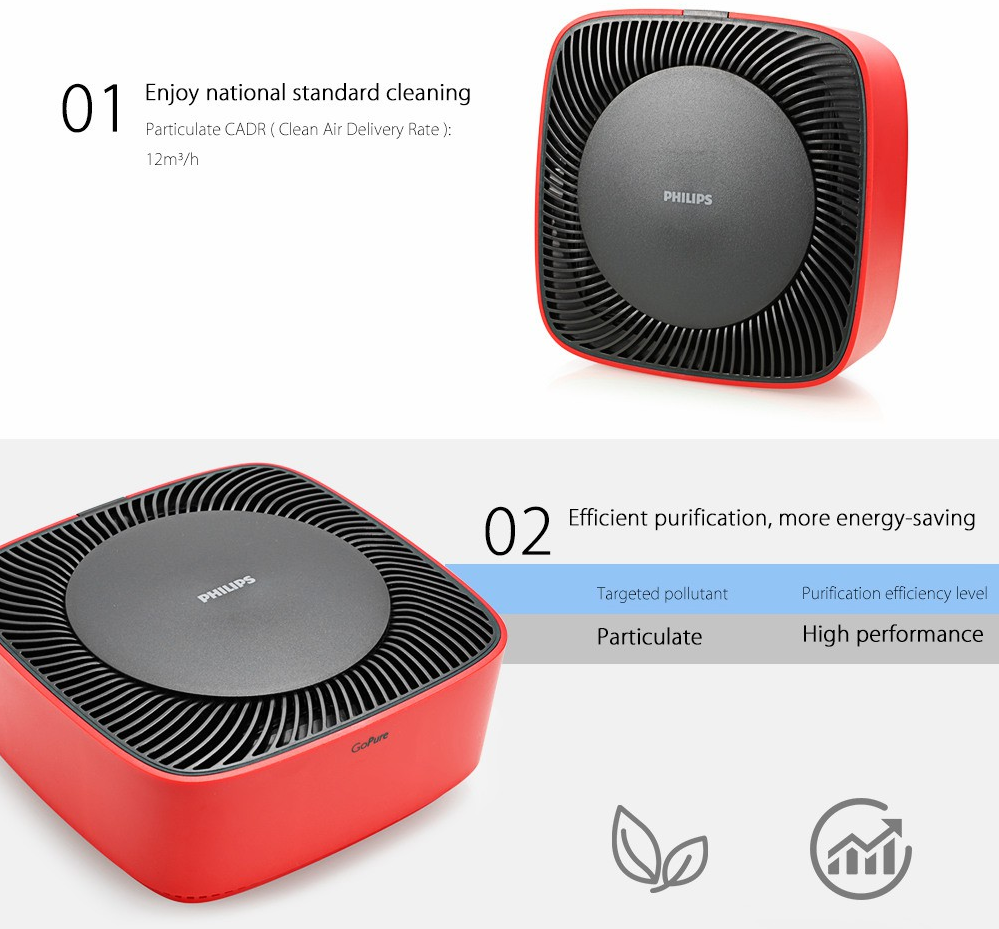 01
Enjoy national standard cleaning
Particulate CADR ( Clean Air Delivery Rate ):
12m³/h
PHILIPS
02
Efficient purification, more energy-saving
Targeted pollutant Purification efficiency level
Particulate High performance
PHILIPS
GoPure